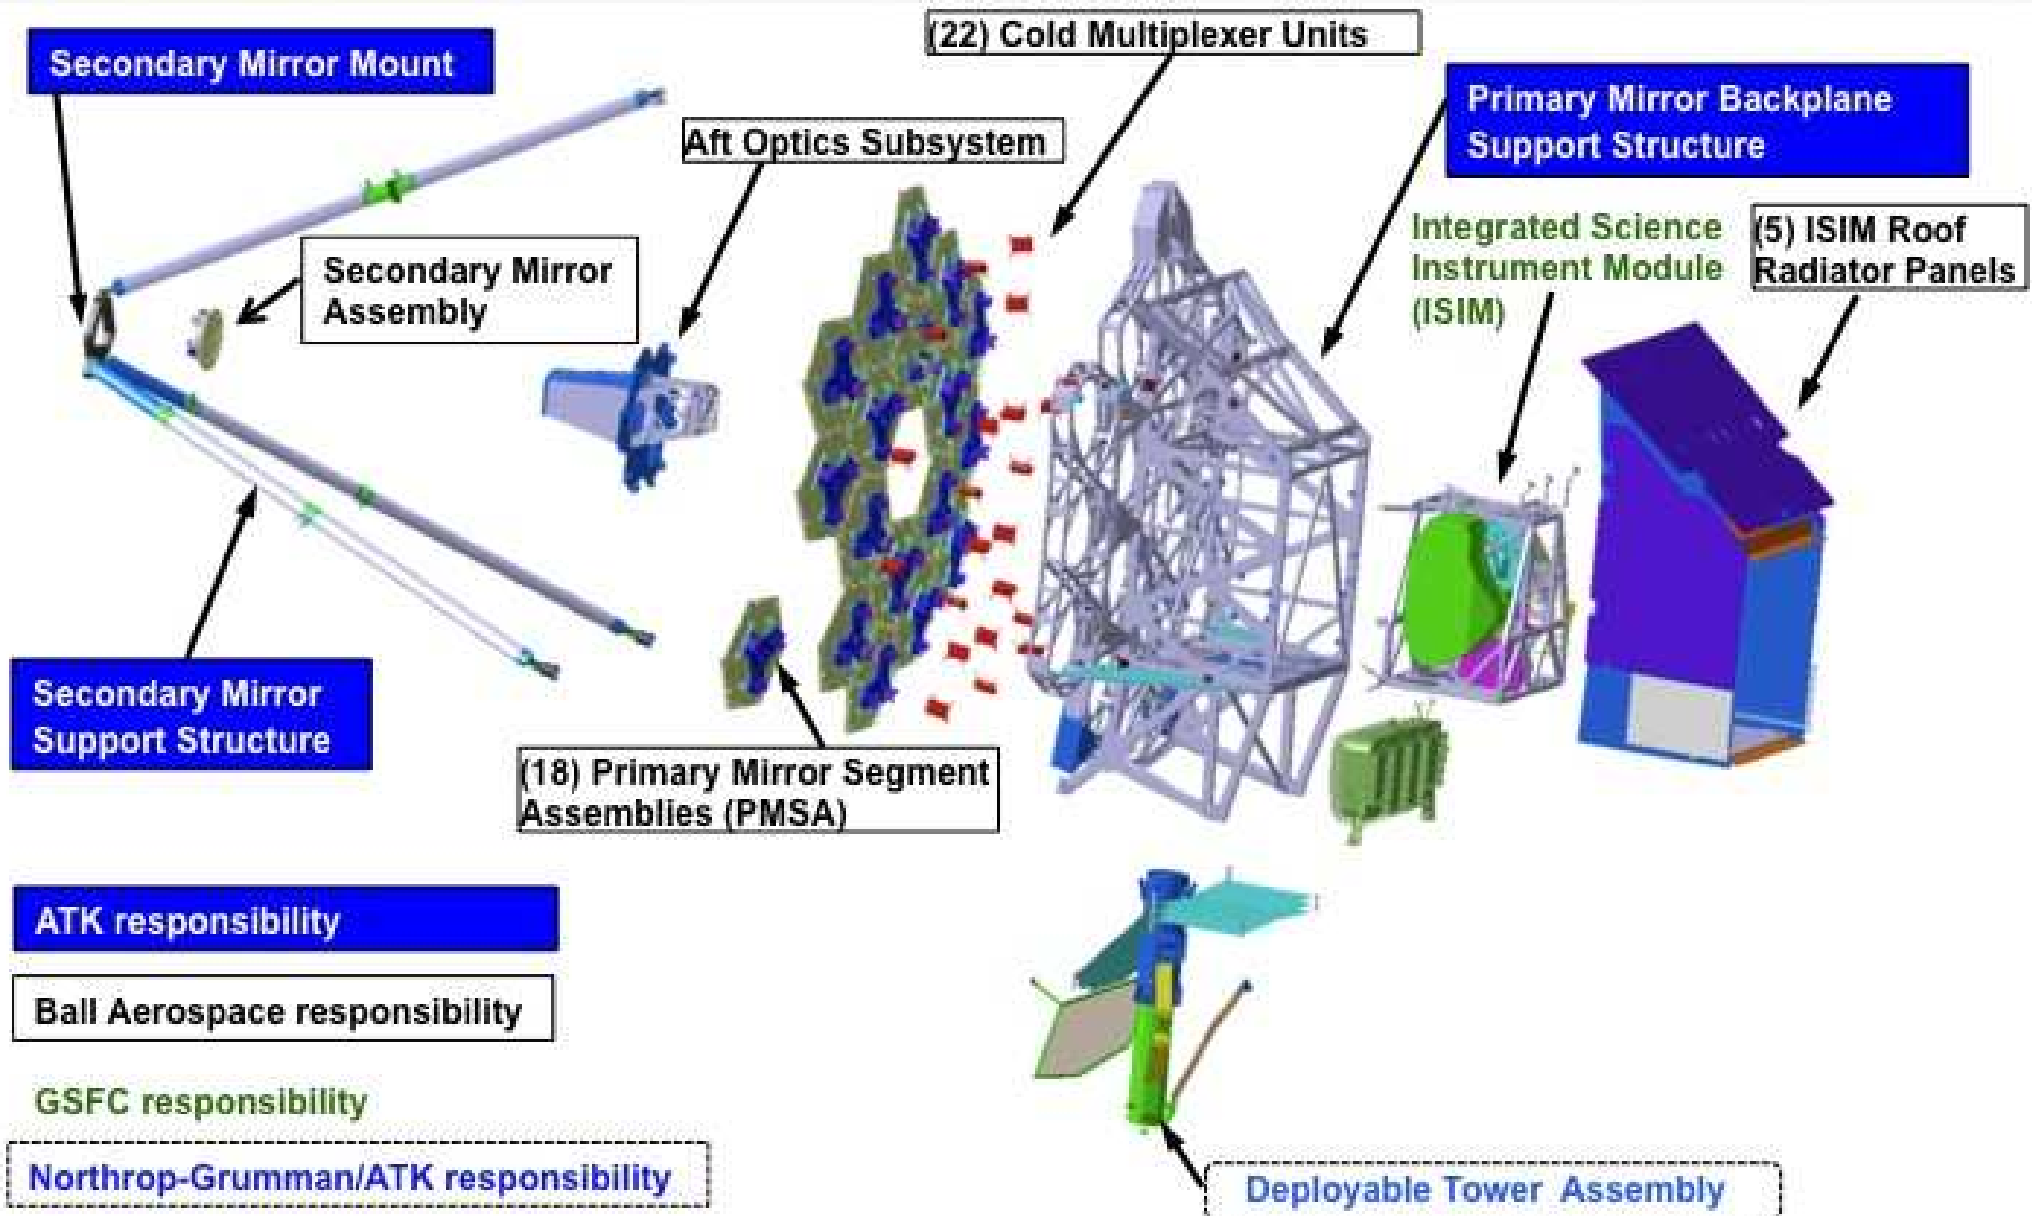 (22) Cold Multiplexer Units
Secondary Mirror Mount
Primary Mirror Backplane
Support Structure
Aft Optics Subsystem
Integrated Science
Instrument Module
(ISIM)
(5) ISIM Roof
Radiator Panels
Secondary Mirror
Assembly
Secondary Mirror
Support Structure
(18) Primary Mirror Segment
Assemblies (PMSA)
ATK responsibility
Ball Aerospace responsibility
GSFC responsibility
Northrop-Grumman/ATK responsibility
Deployable Tower Assembly